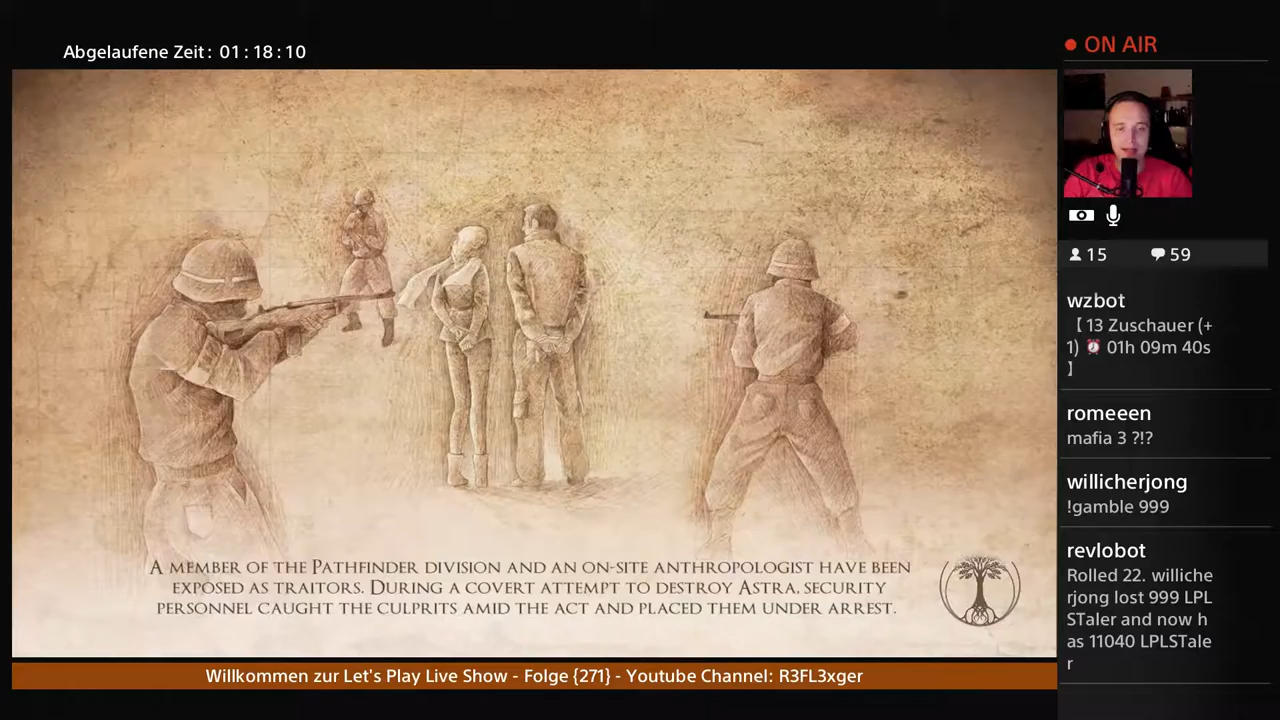 Abgelaufene Zeit: 01:18:10
ON AIR
15 59
wzbot
【 13 Zuschauer (+
1) ⏰ 01h 09m 40s
】
romeeen
mafia 3 ?!?
willicherjong
!gamble 999
revlobot
Rolled 22. williche
rjong lost 999 LPL
STaler and now h
as 11040 LPLSTale
r
A MEMBER OF THE PATHFINDER DIVISION AND AN ON-SITE ANTHROPOLOGIST HAVE BEEN
EXPOSED AS TRAITORS. DURING A COVERT ATTEMPT TO DESTROY ASTRA, SECURITY
PERSONNEL CAUGHT THE CULPRITS AMID THE ACT AND PLACED THEM UNDER ARREST.
Willkommen zur Let's Play Live Show - Folge {271} - Youtube Channel: R3FL3xger